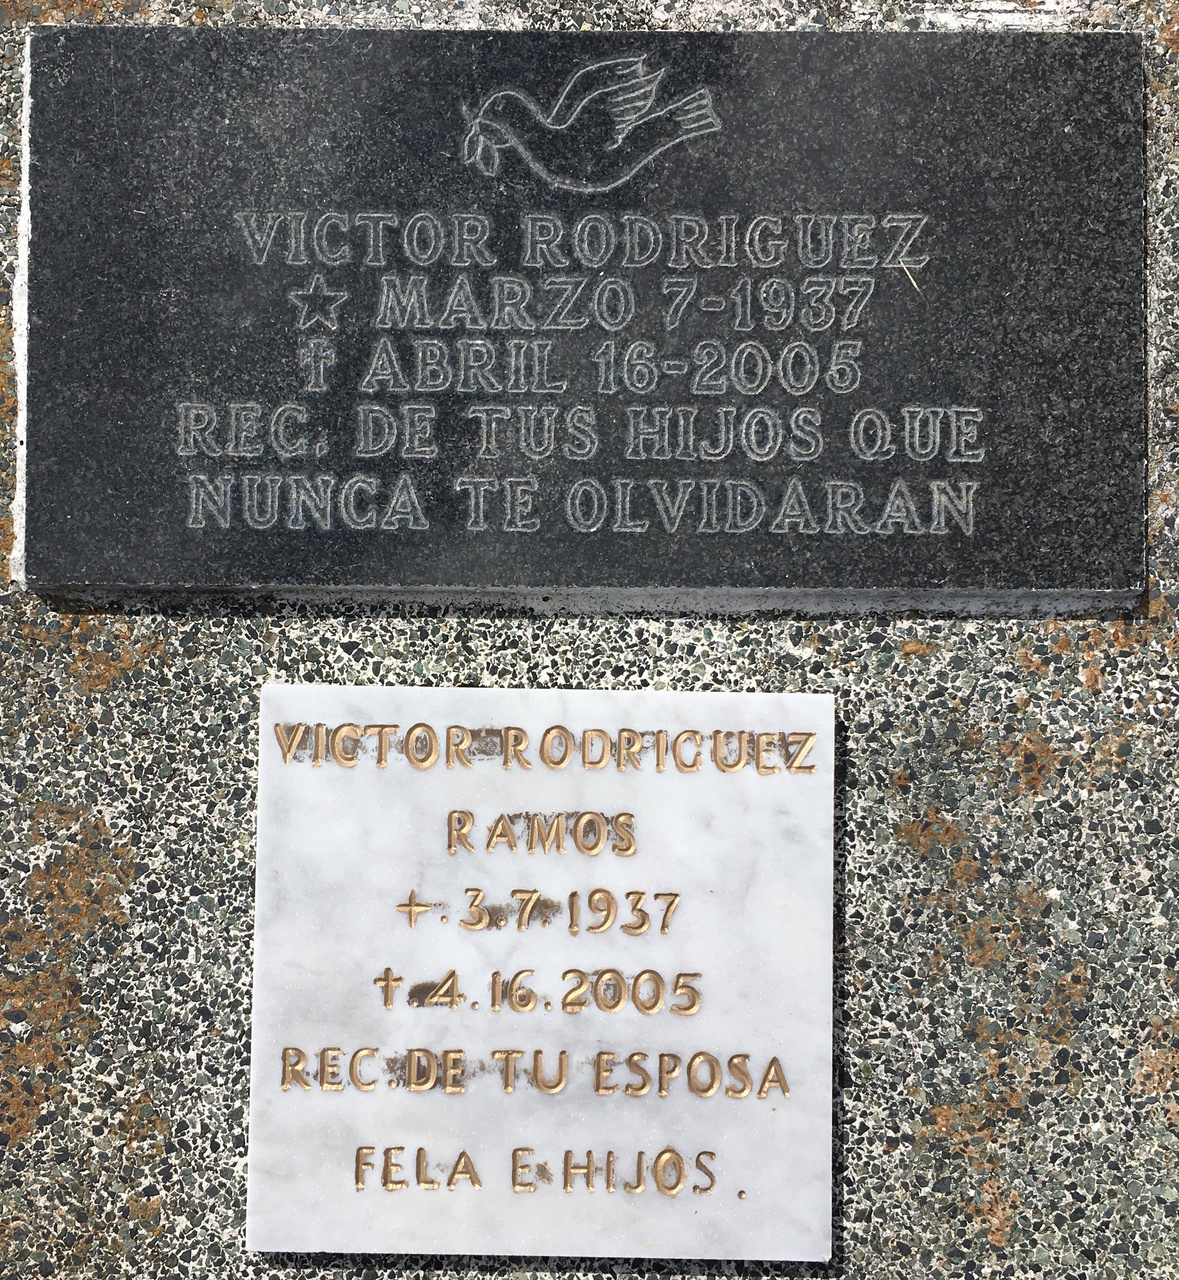 VICTOR RODRIGUEZ
☆ MARZO 7-1937
✝ ABRIL 16-2005
REC. DE TUS HIJOS QUE
NUNCA TE OLVIDARAN
VICTOR RODRIGUEZ
RAMOS
+.3.7.1937
†.4.16.2005
REC.DE TU ESPOSA
FELA E HIJOS.